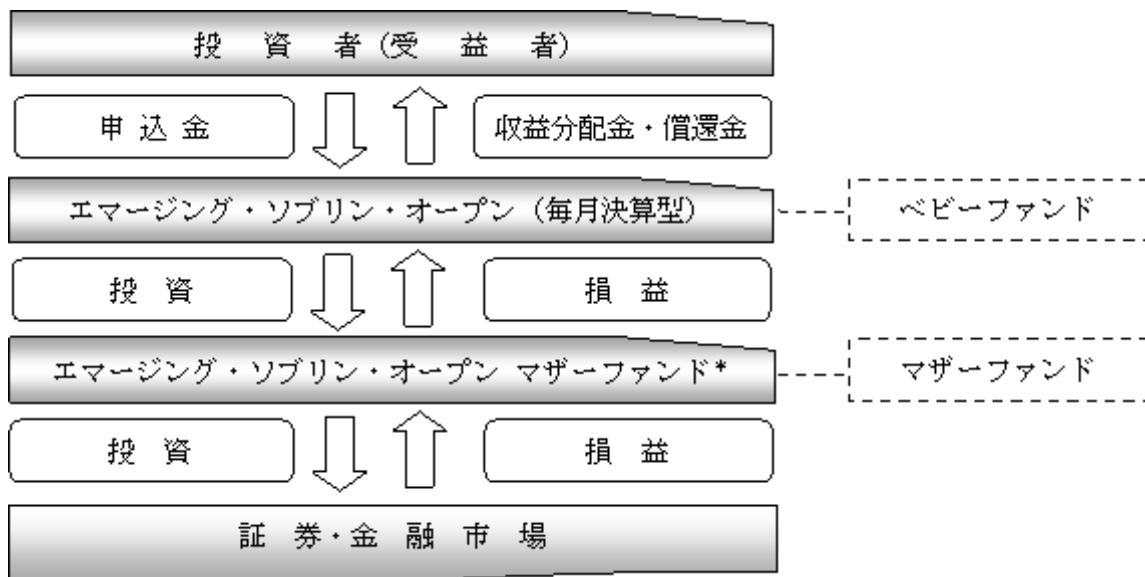 投資者(受益者)
申込金
収益分配金・償還金
エマージング・ソブリン・オープン(毎月決算型)
ベビーファンド
投資
損益
エマージング・ソブリン・オープン マザーファンド*
マザーファンド
投資
損益
証券・金融市場